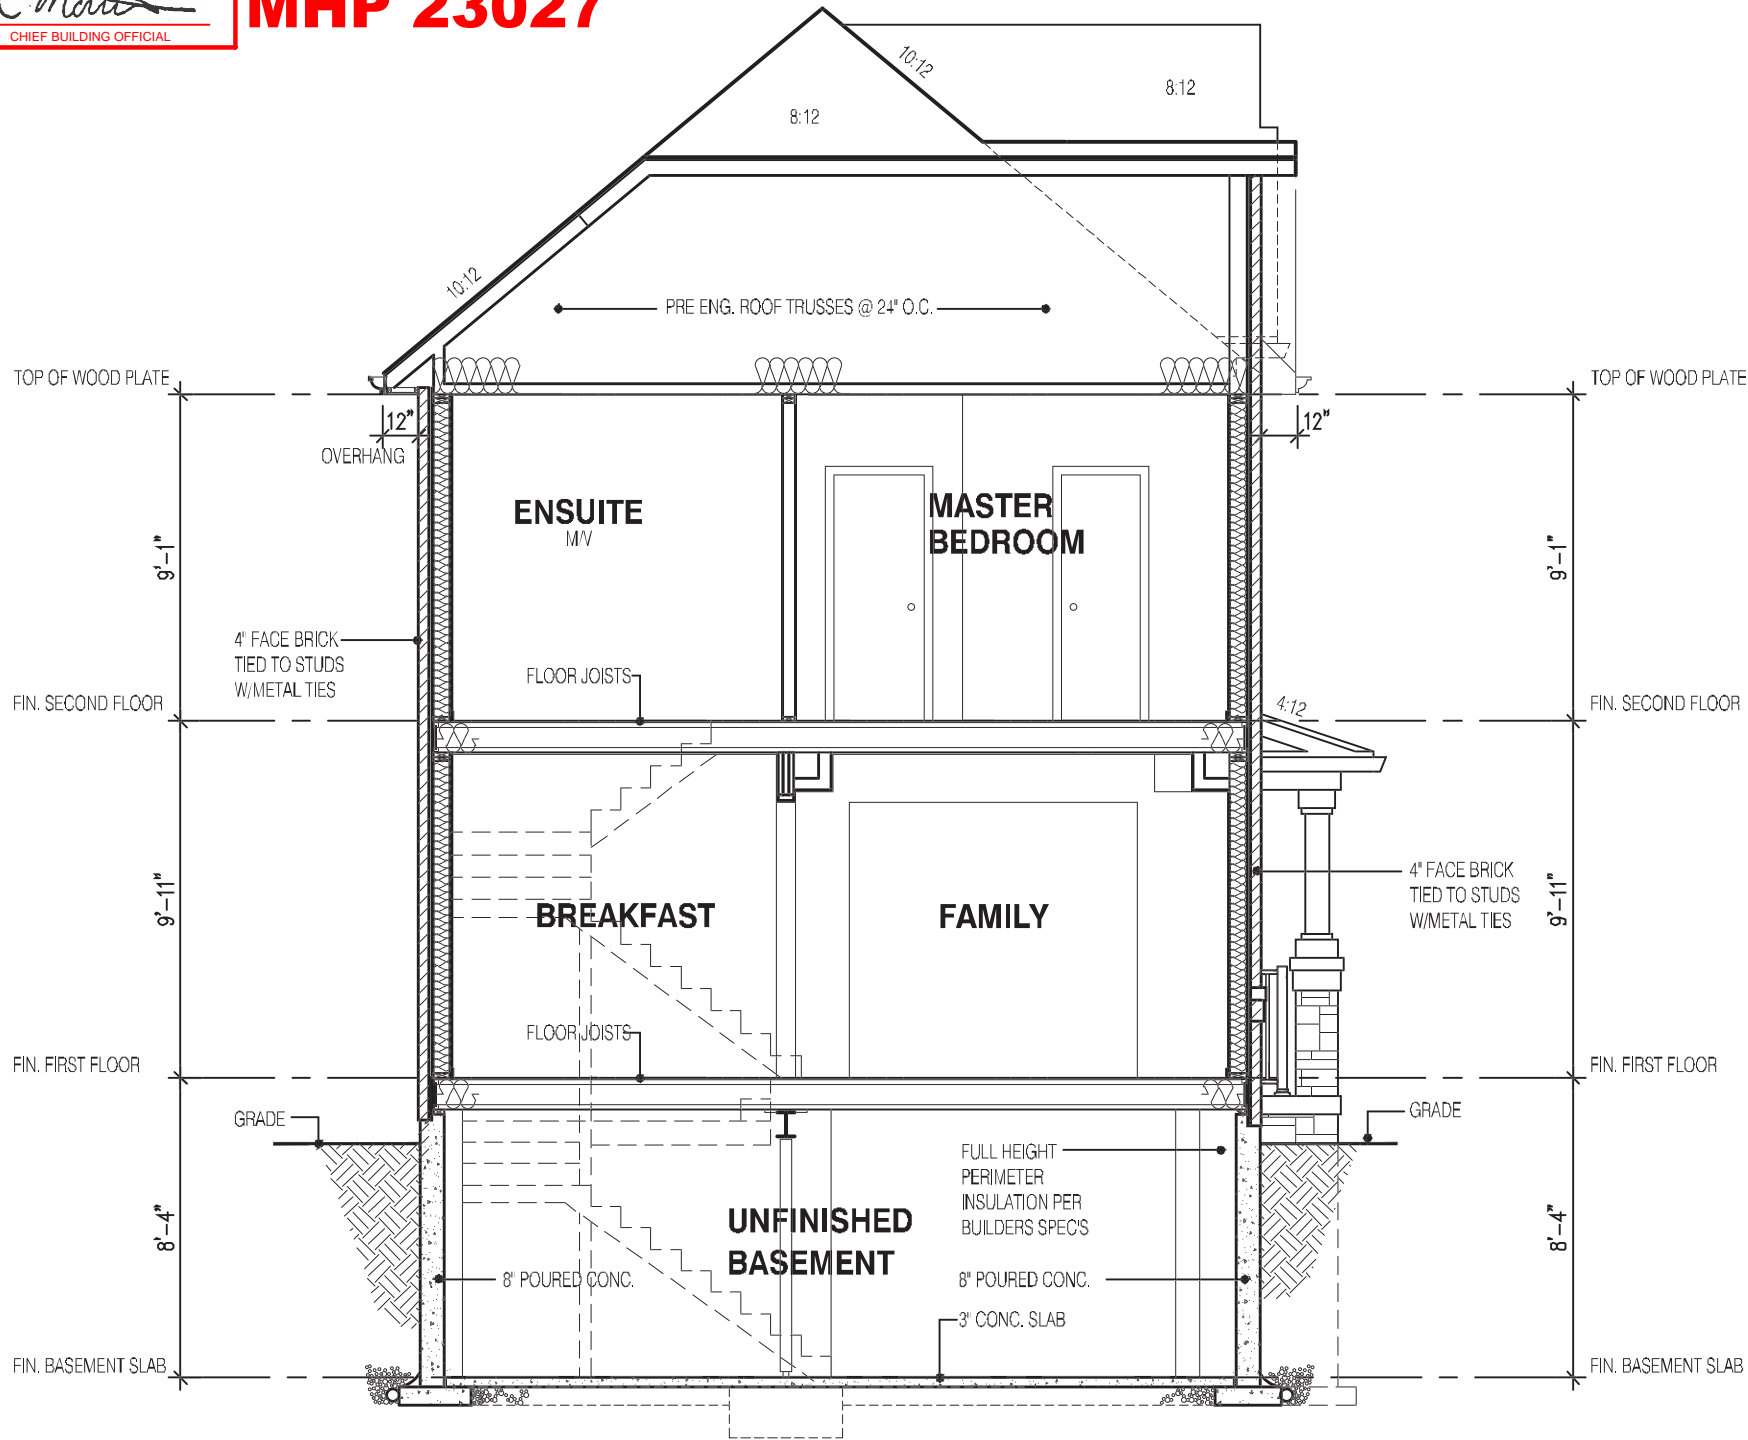 MHP 23027
CHIEF BUILDING OFFICIAL
10:12
8:12
8:12
10:12
PRE ENG. ROOF TRUSSES @ 24" O.C.
TOP OF WOOD PLATE
TOP OF WOOD PLATE
12"
12"
OVERHANG
ENSUITE
M/V
MASTER
BEDROOM
9'-1"
9'-1"
4" FACE BRICK
TIED TO STUDS
W/METAL TIES
FLOOR JOISTS
FIN. SECOND FLOOR
FIN. SECOND FLOOR
4:12
9'-11"
9'-11"
4" FACE BRICK
TIED TO STUDS
W/METAL TIES
BREAKFAST
FAMILY
FLOOR JOISTS
FIN. FIRST FLOOR
FIN. FIRST FLOOR
GRADE
GRADE
FULL HEIGHT
PERIMETER
INSULATION PER
BUILDERS SPEC'S
8'-4"
8'-4"
UNFINISHED
BASEMENT
8" POURED CONC.
8" POURED CONC.
3" CONC. SLAB
FIN. BASEMENT SLAB
FIN. BASEMENT SLAB